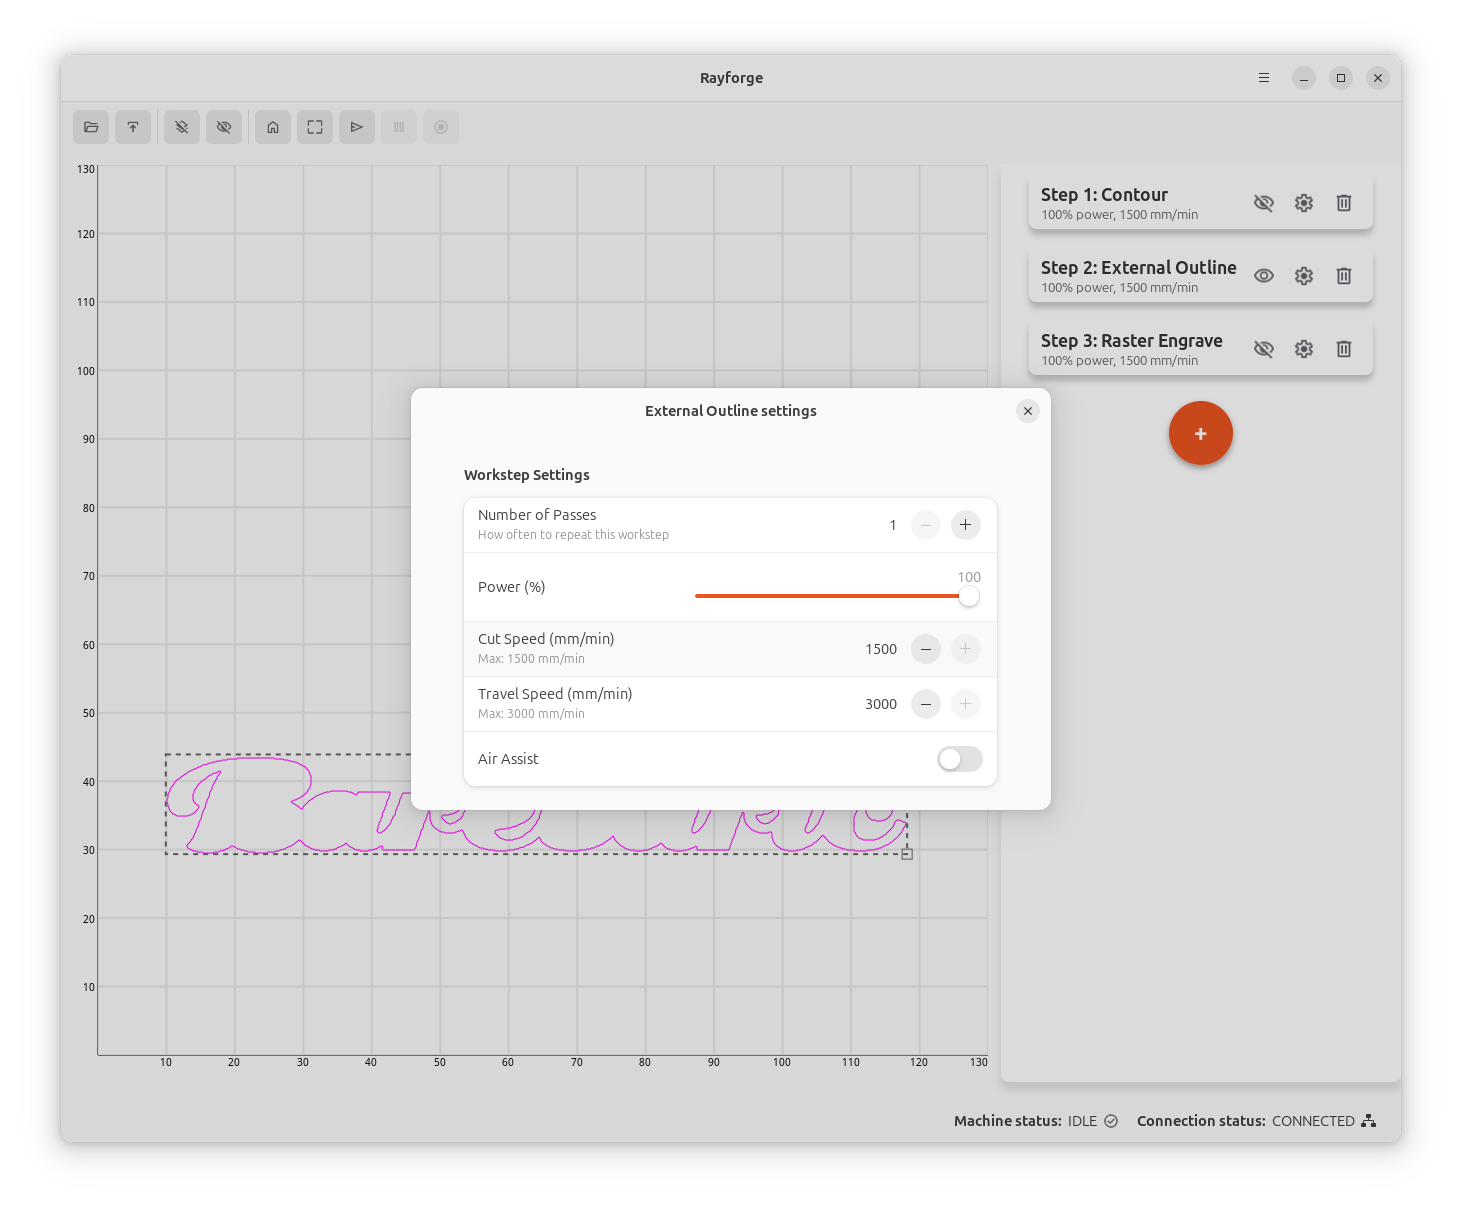 Rayforge
Step 1: Contour
100% power, 1500 mm/min
Step 2: External Outline
100% power, 1500 mm/min
Step 3: Raster Engrave
100% power, 1500 mm/min
+
130
120
110
100
90
80
70
60
50
40
30
20
10
10 20 30 40 50 60 70 80 90 100 110 120 130
External Outline settings
Workstep Settings
Number of Passes
How often to repeat this workstep
1
Power (%)
100
Cut Speed (mm/min)
Max: 1500 mm/min
1500
Travel Speed (mm/min)
Max: 3000 mm/min
3000
Air Assist
Machine status: IDLE Connection status: CONNECTED